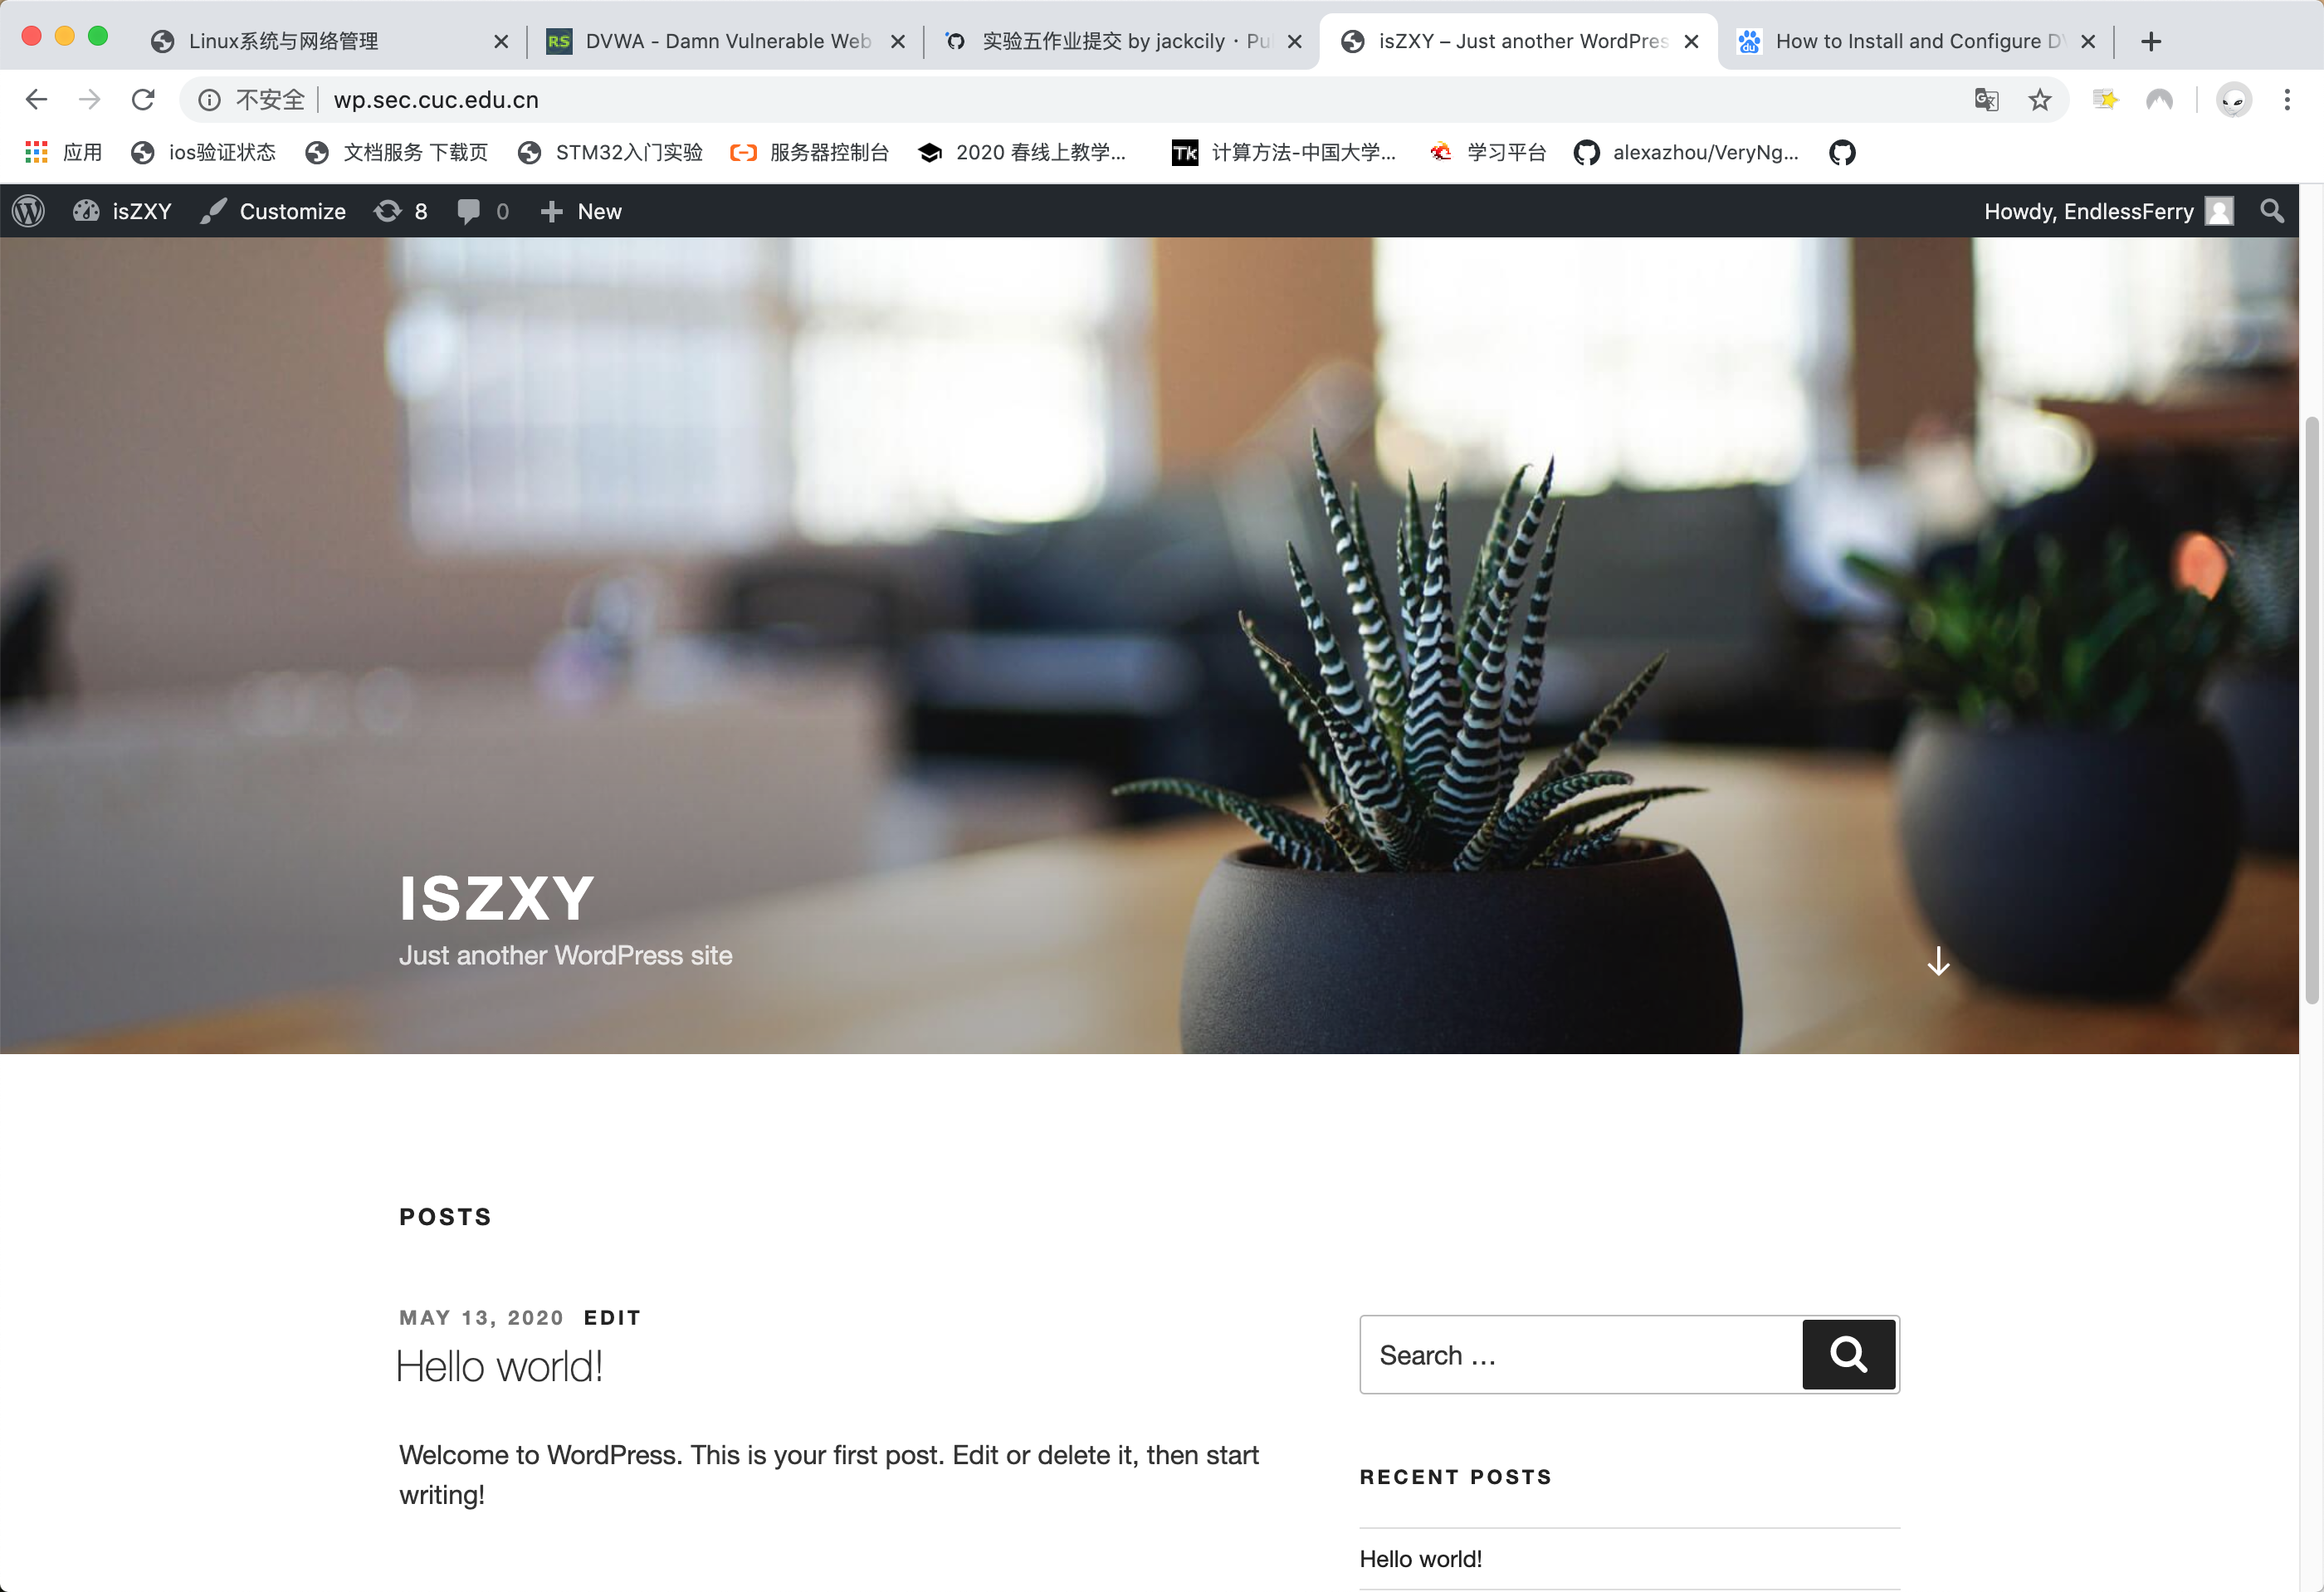 Linux系统与网络管理
RS DVWA - Damn Vulnerable Web
实验五作业提交 by jackcily · Pu
isZXY – Just another WordPres
du How to Install and Configure DV
不安全 wp.sec.cuc.edu.cn
应用 ios验证状态 文档服务 下载页 STM32入门实验 服务器控制台 2020 春线上教学... Tk 计算方法-中国大学... 学习平台 alexazhou/VeryNg...
isZXY Customize 8 0 New Howdy, EndlessFerry
ISZXY
Just another WordPress site
POSTS
MAY 13, 2020 EDIT
Hello world!
Welcome to WordPress. This is your first post. Edit or delete it, then start
writing!
Search …
RECENT POSTS
Hello world!